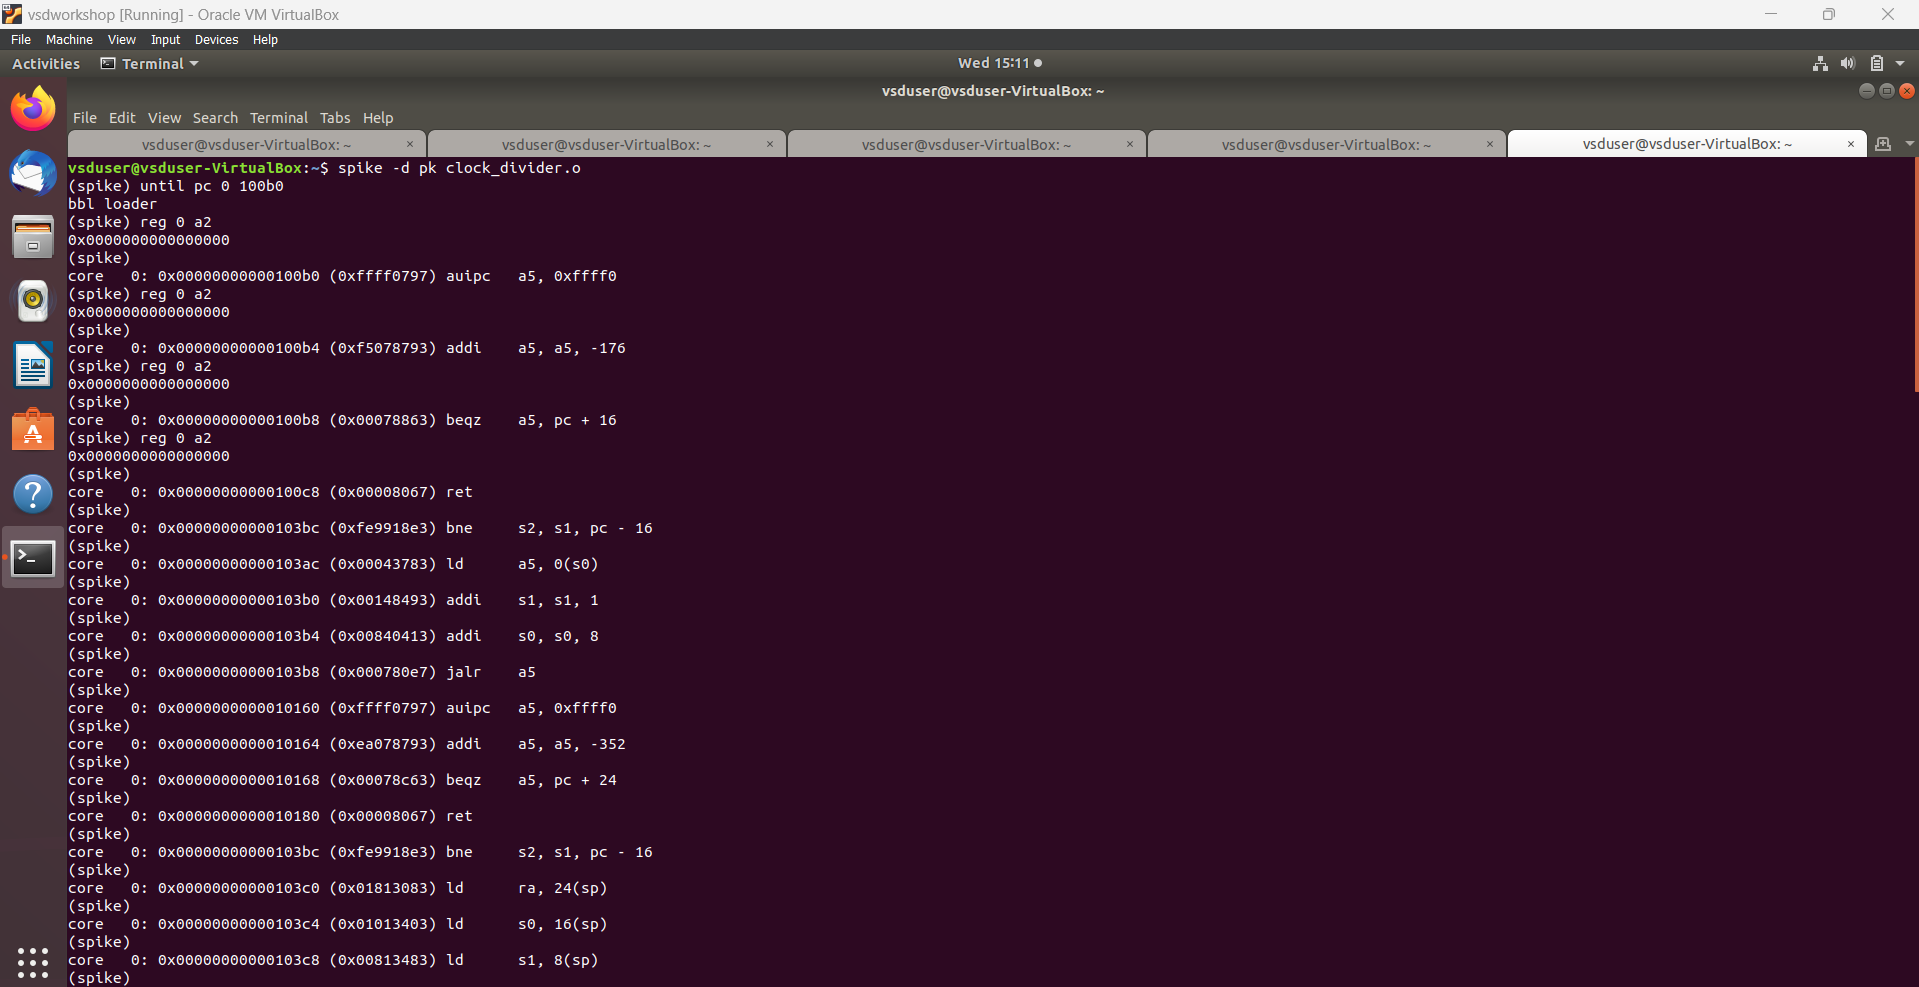 vsdworkshop [Running] - Oracle VM VirtualBox
File Machine View Input Devices Help
Activities Terminal Wed 15:11
vsduser@vsduser-VirtualBox: ~
File Edit View Search Terminal Tabs Help
vsduser@vsduser-VirtualBox: ~ × vsduser@vsduser-VirtualBox: ~ × vsduser@vsduser-VirtualBox: ~ × vsduser@vsduser-VirtualBox: ~ × vsduser@vsduser-VirtualBox: ~ ×
vsduser@vsduser-VirtualBox:~$ spike -d pk clock_divider.o
(spike) until pc 0 100b0
bbl loader
(spike) reg 0 a2
0x0000000000000000
(spike)
core   0: 0x00000000000100b0 (0xffff0797) auipc   a5, 0xffff0
(spike) reg 0 a2
0x0000000000000000
(spike)
core   0: 0x00000000000100b4 (0xf5078793) addi    a5, a5, -176
(spike) reg 0 a2
0x0000000000000000
(spike)
core   0: 0x00000000000100b8 (0x00078863) beqz    a5, pc + 16
(spike) reg 0 a2
0x0000000000000000
(spike)
core   0: 0x00000000000100c8 (0x00008067) ret
(spike)
core   0: 0x00000000000103bc (0xfe9918e3) bne     s2, s1, pc - 16
(spike)
core   0: 0x00000000000103ac (0x00043783) ld      a5, 0(s0)
(spike)
core   0: 0x00000000000103b0 (0x00148493) addi    s1, s1, 1
(spike)
core   0: 0x00000000000103b4 (0x00840413) addi    s0, s0, 8
(spike)
core   0: 0x00000000000103b8 (0x000780e7) jalr    a5
(spike)
core   0: 0x0000000000010160 (0xffff0797) auipc   a5, 0xffff0
(spike)
core   0: 0x0000000000010164 (0xea078793) addi    a5, a5, -352
(spike)
core   0: 0x0000000000010168 (0x00078c63) beqz    a5, pc + 24
(spike)
core   0: 0x0000000000010180 (0x00008067) ret
(spike)
core   0: 0x00000000000103bc (0xfe9918e3) bne     s2, s1, pc - 16
(spike)
core   0: 0x00000000000103c0 (0x01813083) ld      ra, 24(sp)
(spike)
core   0: 0x00000000000103c4 (0x01013403) ld      s0, 16(sp)
(spike)
core   0: 0x00000000000103c8 (0x00813483) ld      s1, 8(sp)
(spike)